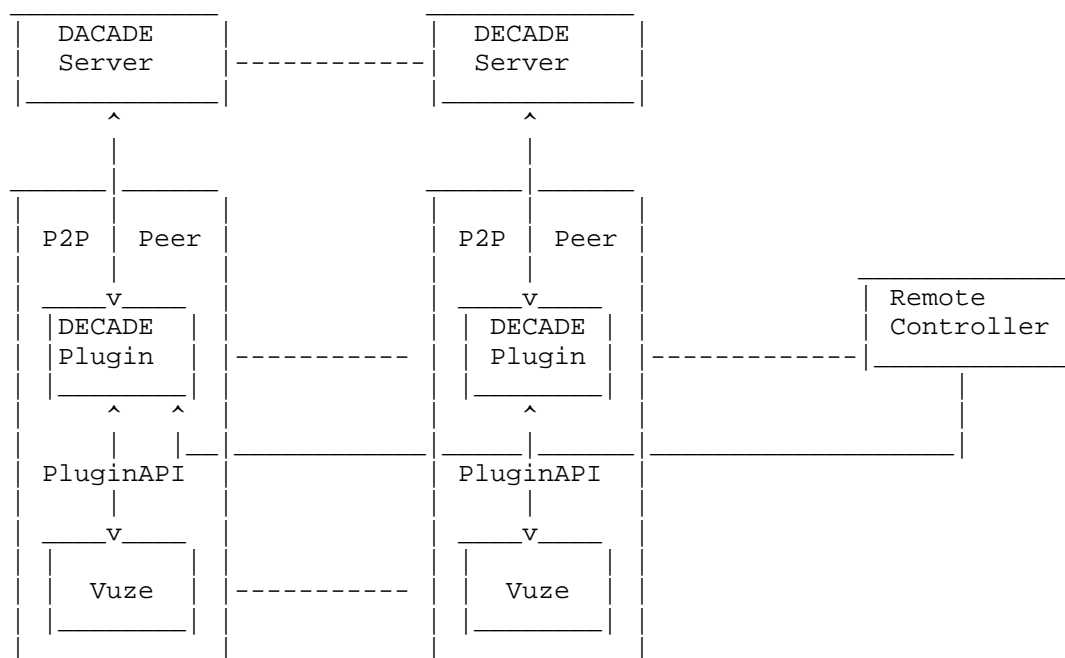 DACADE DECADE
Server Server
P2P Peer P2P Peer
Remote
DECADE DECADE Controller
Plugin Plugin
PluginAPI PluginAPI
Vuze Vuze